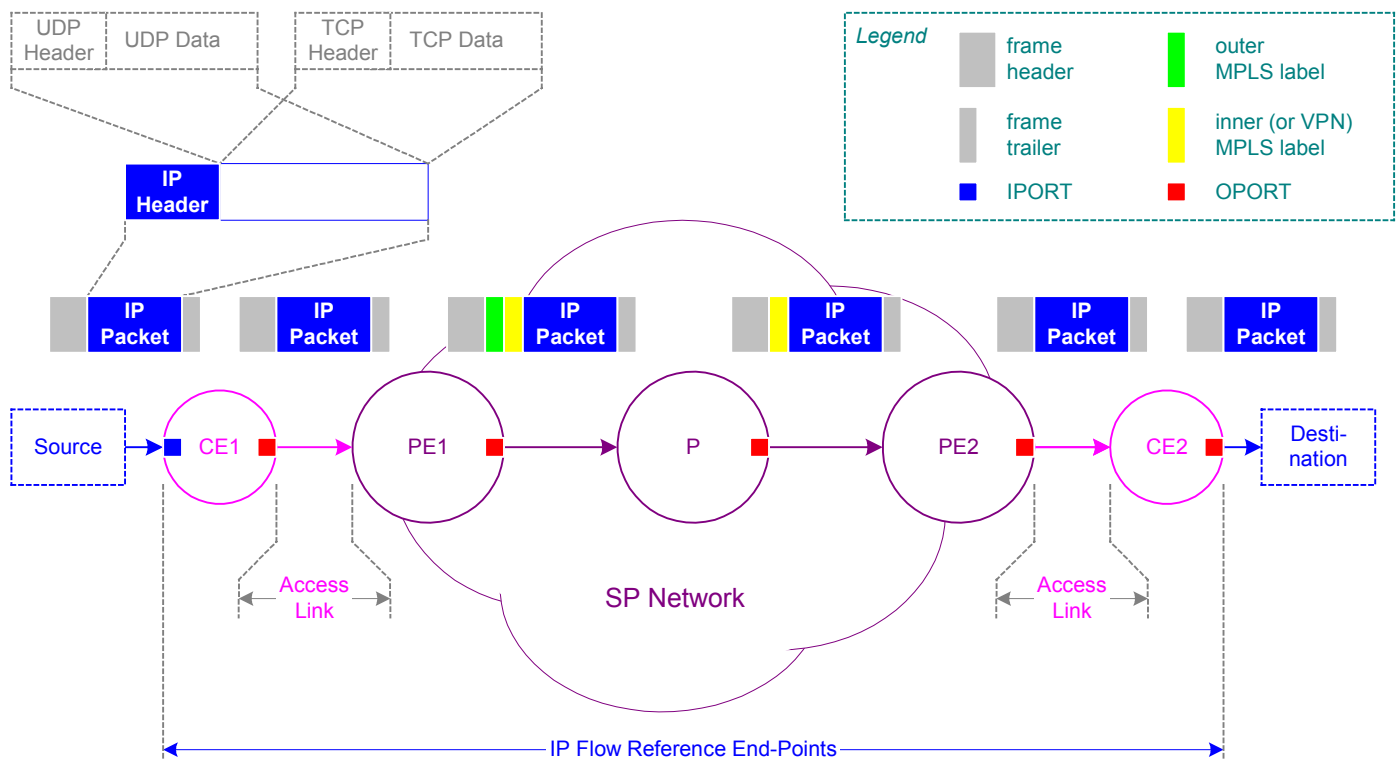 UDP
Header
UDP Data
TCP
Header
TCP Data
Legend
frame
header
outer
MPLS label
frame
trailer
inner (or VPN)
MPLS label
IPORT
OPORT
IP
Header
IP
Packet
IP
Packet
IP
Packet
IP
Packet
IP
Packet
IP
Packet
Source
CE1
PE1
P
PE2
CE2
Desti-
nation
Access
Link
SP Network
Access
Link
IP Flow Reference End-Points